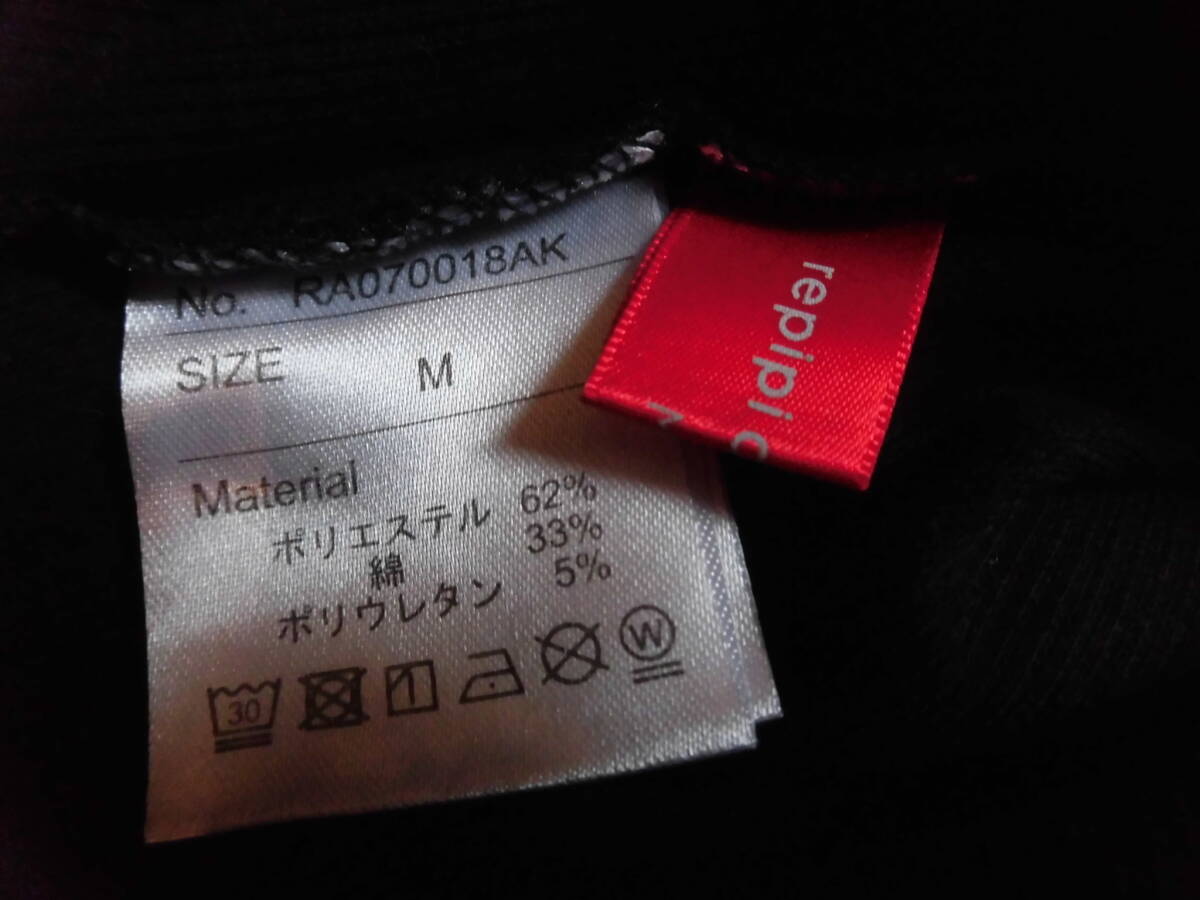 No. RA070018AK
SIZE M
Material
ポリエステル 62%
綿 33%
ポリウレタン 5%
30
W
repipi